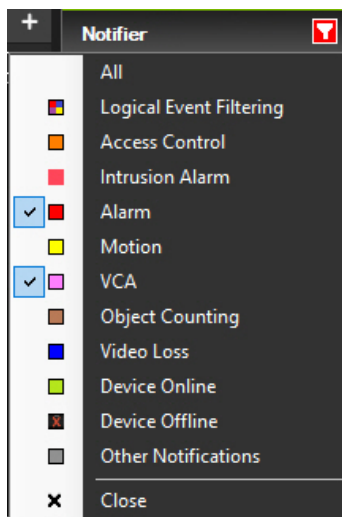 Notifier
All
Logical Event Filtering
Access Control
Intrusion Alarm
Alarm
Motion
VCA
Object Counting
Video Loss
Device Online
Device Offline
Other Notifications
Close